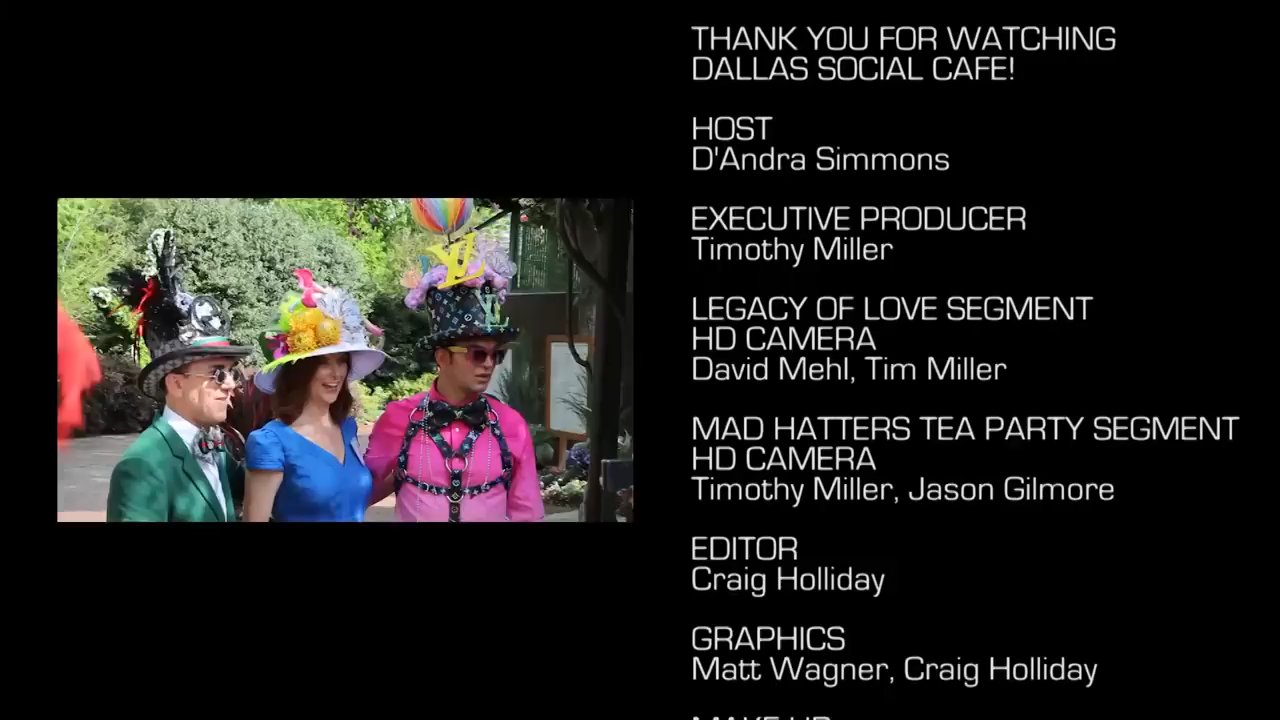 THANK YOU FOR WATCHING
DALLAS SOCIAL CAFE!
HOST
D'Andra Simmons
EXECUTIVE PRODUCER
Timothy Miller
LEGACY OF LOVE SEGMENT
HD CAMERA
David Mehl, Tim Miller
MAD HATTERS TEA PARTY SEGMENT
HD CAMERA
Timothy Miller, Jason Gilmore
EDITOR
Craig Holliday
GRAPHICS
Matt Wagner, Craig Holliday